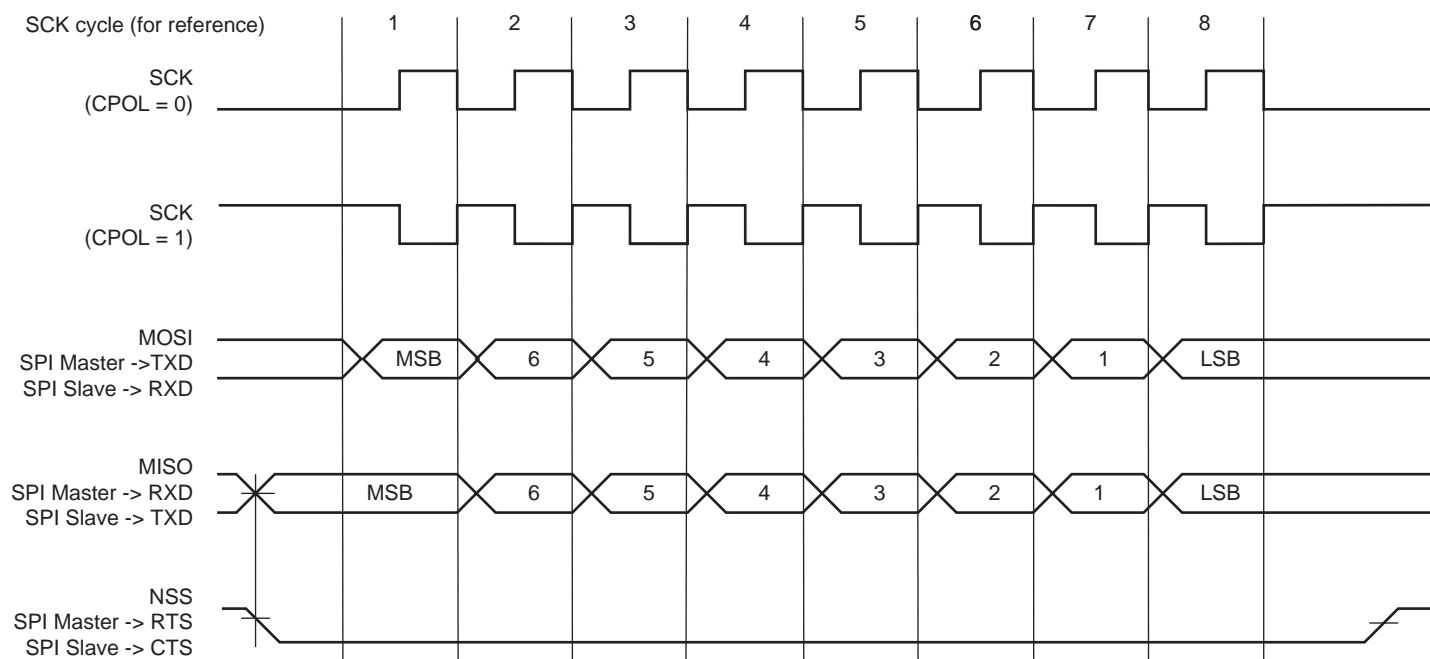 SCK cycle (for reference) 1 2 3 4 5 6 7 8
SCK
(CPOL = 0)
SCK
(CPOL = 1)
MOSI
SPI Master ->TXD
SPI Slave -> RXD
MSB 6 5 4 3 2 1 LSB
MISO
SPI Master -> RXD
SPI Slave -> TXD
MSB 6 5 4 3 2 1 LSB
NSS
SPI Master -> RTS
SPI Slave -> CTS